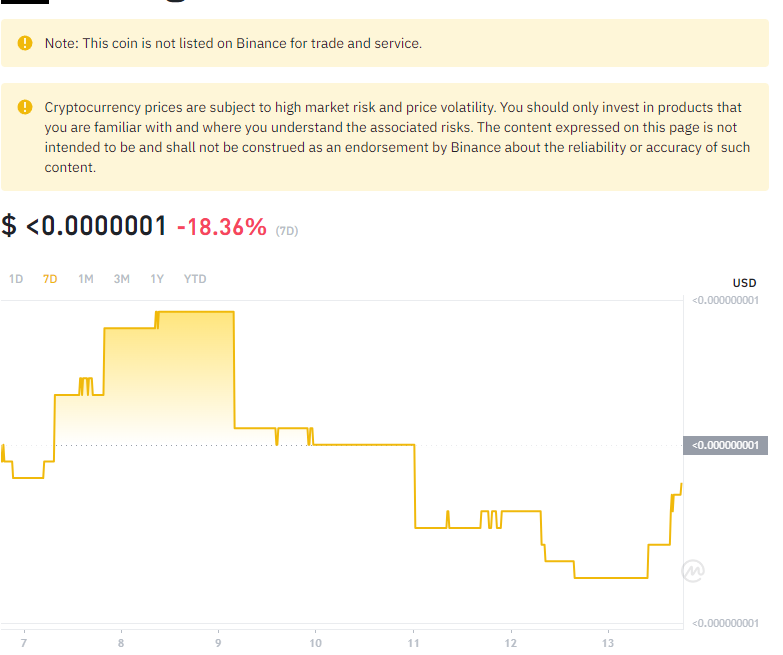 Note: This coin is not listed on Binance for trade and service.
Cryptocurrency prices are subject to high market risk and price volatility. You should only invest in products that
you are familiar with and where you understand the associated risks. The content expressed on this page is not
intended to be and shall not be construed as an endorsement by Binance about the reliability or accuracy of such
content.
$ <0.0000001 -18.36% (7D)
1D 7D 1M 3M 1Y YTD
USD
<0.000000001
<0.000000001
<0.000000001
7 8 9 10 11 12 13